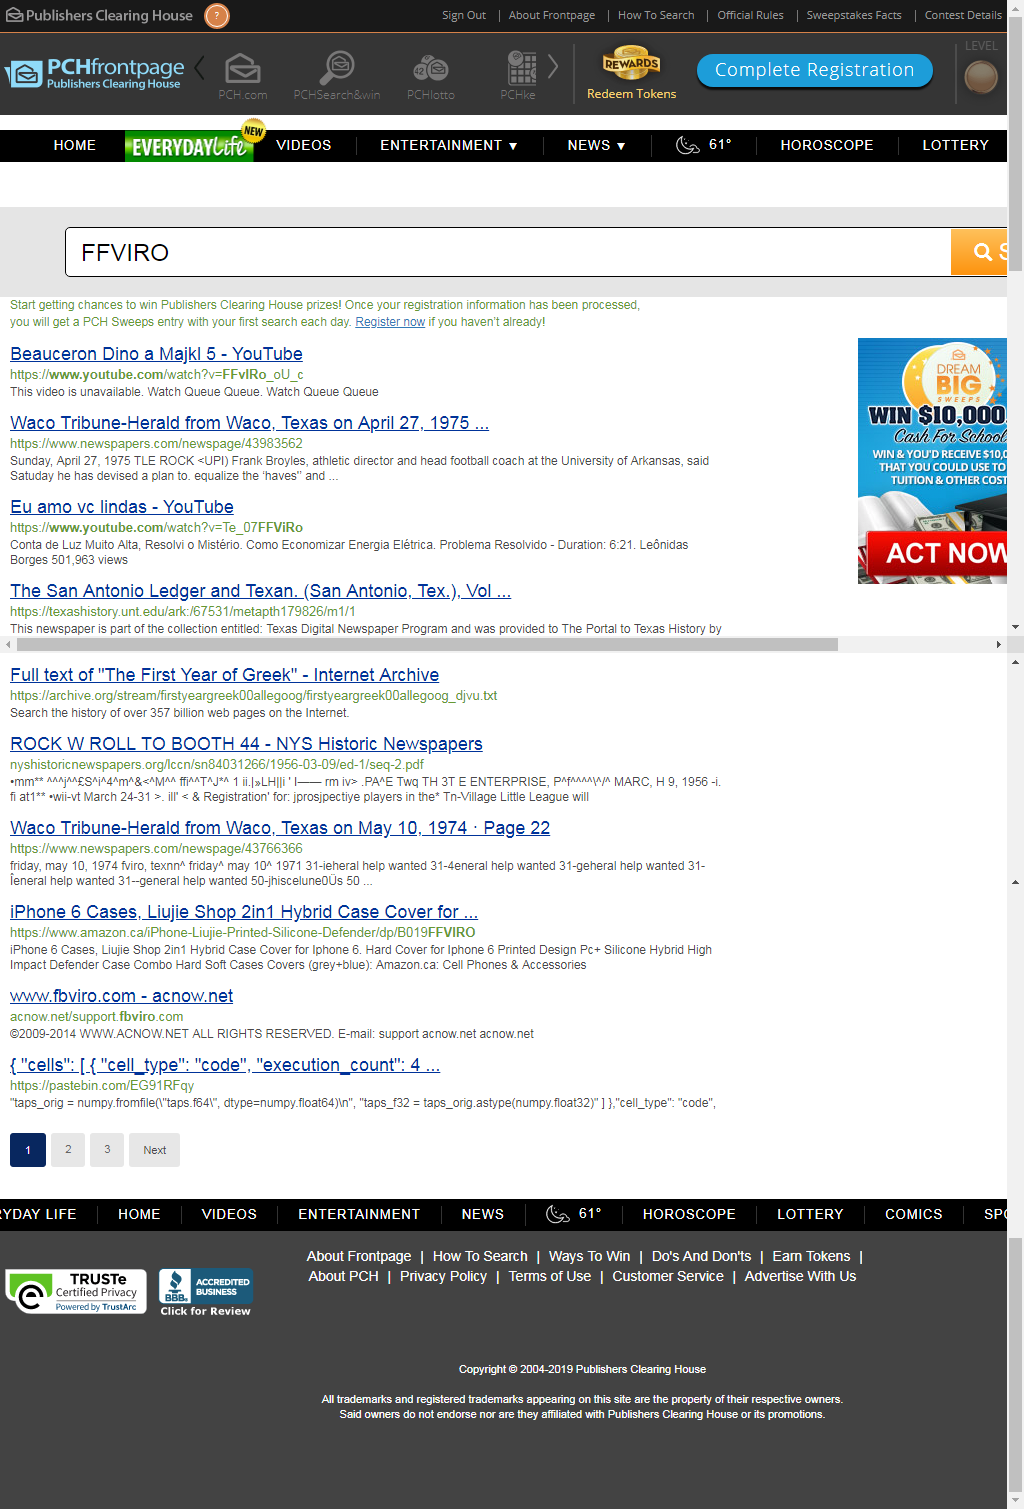 Publishers Clearing House ?
Sign Out | About Frontpage | How To Search | Official Rules | Sweepstakes Facts | Contest Details
PCHfrontpage
Publishers Clearing House
PCH.com PCHSearch&win PCHlotto PCHke
REWARDS
Redeem Tokens
Complete Registration
LEVEL
HOME EVERYDAY Life NEW VIDEOS ENTERTAINMENT ▼ NEWS ▼ 61° HOROSCOPE LOTTERY
FFVIRO
S
Start getting chances to win Publishers Clearing House prizes! Once your registration information has been processed,
you will get a PCH Sweeps entry with your first search each day. Register now if you haven't already!
Beauceron Dino a Majkl 5 - YouTube
https://www.youtube.com/watch?v=FFvIRo_oU_c
This video is unavailable. Watch Queue Queue. Watch Queue Queue
Waco Tribune-Herald from Waco, Texas on April 27, 1975 ...
https://www.newspapers.com/newspage/43983562
Sunday, April 27, 1975 TLE ROCK <UPI) Frank Broyles, athletic director and head football coach at the University of Arkansas, said
Satuday he has devised a plan to. equalize the 'haves" and ...
Eu amo vc lindas - YouTube
https://www.youtube.com/watch?v=Te_07FFViRo
Conta de Luz Muito Alta, Resolvi o Mistério. Como Economizar Energia Elétrica. Problema Resolvido - Duration: 6:21. Leônidas
Borges 501,963 views
The San Antonio Ledger and Texan. (San Antonio, Tex.), Vol ...
https://texashistory.unt.edu/ark:/67531/metapth179826/m1/1
This newspaper is part of the collection entitled: Texas Digital Newspaper Program and was provided to The Portal to Texas History by
DREAM
BIG
SWEEPS
WIN $10,000
Cash For School
WIN & YOU'D RECEIVE $10,0
THAT YOU COULD USE TO
TUITION & OTHER COST
ACT NOW
Full text of "The First Year of Greek" - Internet Archive
https://archive.org/stream/firstyeargreek00allegoog/firstyeargreek00allegoog_djvu.txt
Search the history of over 357 billion web pages on the Internet.
ROCK W ROLL TO BOOTH 44 - NYS Historic Newspapers
nyshistoricnewspapers.org/lccn/sn84031266/1956-03-09/ed-1/seq-2.pdf
•mm** ^^^j^^£S^i^4^m^&<^M^^ ffi^^T^J*^ 1 ii.|»LH||i ' I—— rm iv> .PA^E Twq TH 3T E ENTERPRISE, P^f^^^^\^/^ MARC, H 9, 1956 -i.
fi at1** •wii-vt March 24-31 >. ill' < & Registration' for: jprosjpectiye players in the* Tn-Village Little League will
Waco Tribune-Herald from Waco, Texas on May 10, 1974 · Page 22
https://www.newspapers.com/newspage/43766366
friday, may 10, 1974 fviro, texnn^ friday^ may 10^ 1971 31-ieheral help wanted 31-4eneral help wanted 31-geheral help wanted 31-
Îeneral help wanted 31--general help wanted 50-jhiscelune0Üs 50 ...
iPhone 6 Cases, Liujie Shop 2in1 Hybrid Case Cover for ...
https://www.amazon.ca/iPhone-Liujie-Printed-Silicone-Defender/dp/B019FFVIRO
iPhone 6 Cases, Liujie Shop 2in1 Hybrid Case Cover for Iphone 6. Hard Cover for Iphone 6 Printed Design Pc+ Silicone Hybrid High
Impact Defender Case Combo Hard Soft Cases Covers (grey+blue): Amazon.ca: Cell Phones & Accessories
www.fbviro.com - acnow.net
acnow.net/support.fbviro.com
©2009-2014 WWW.ACNOW.NET ALL RIGHTS RESERVED. E-mail: support acnow.net acnow.net
{ "cells": [ { "cell_type": "code", "execution_count": 4 ...
https://pastebin.com/EG91RFqy
"taps_orig = numpy.fromfile(\"taps.f64\", dtype=numpy.float64)\n", "taps_f32 = taps_orig.astype(numpy.float32)" ] },"cell_type": "code",
1 2 3 Next
RYDAY LIFE HOME VIDEOS ENTERTAINMENT NEWS 61° HOROSCOPE LOTTERY COMICS SPO
About Frontpage | How To Search | Ways To Win | Do's And Don'ts | Earn Tokens |
About PCH | Privacy Policy | Terms of Use | Customer Service | Advertise With Us
TRUSTe
Certified Privacy
Powered by TrustArc
BBB.
ACCREDITED
BUSINESS
Click for Review
Copyright © 2004-2019 Publishers Clearing House
All trademarks and registered trademarks appearing on this site are the property of their respective owners.
Said owners do not endorse nor are they affiliated with Publishers Clearing House or its promotions.